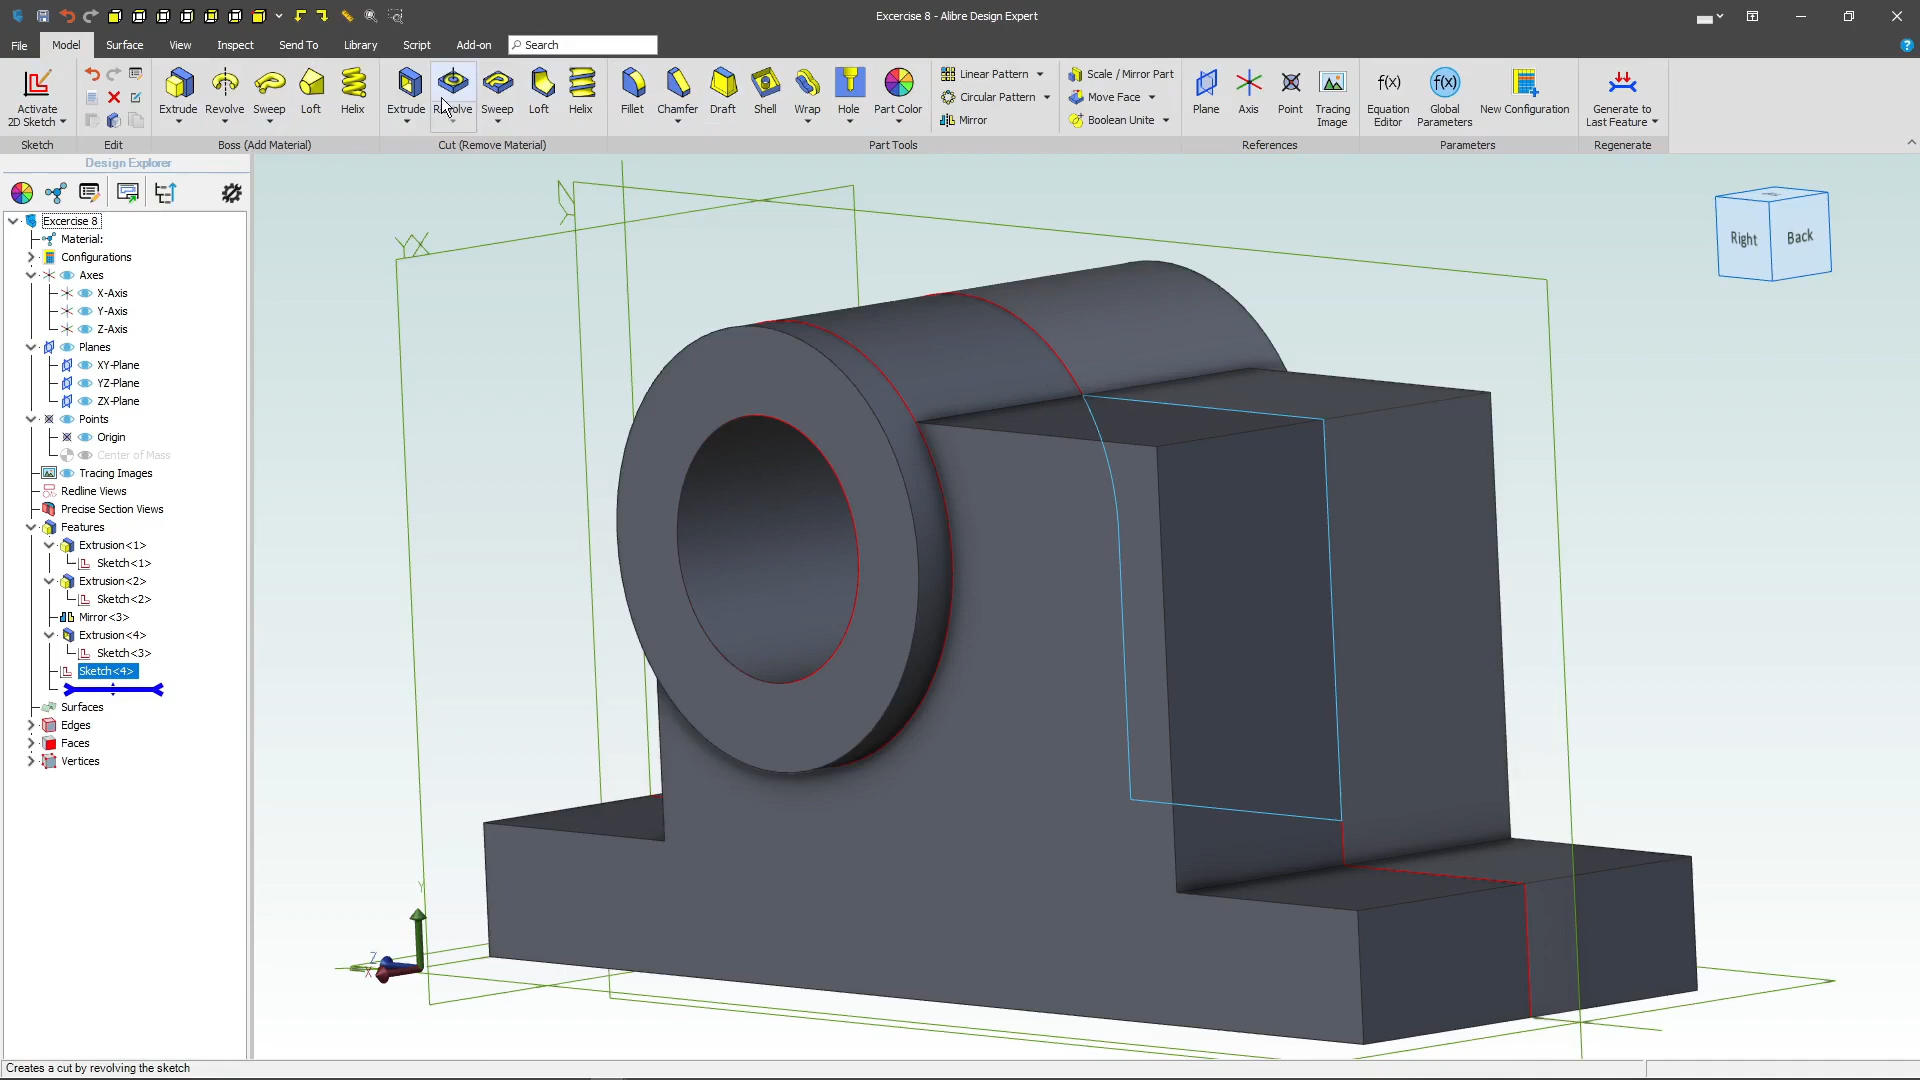 Excercise 8 - Alibre Design Expert
File Model Surface View Inspect Send To Library Script Add-on Search
Activate
2D Sketch
Extrude Revolve Sweep Loft Helix
Extrude Revolve Sweep Loft Helix
Fillet Chamfer Draft Shell Wrap Hole Part Color
Linear Pattern
Circular Pattern
Mirror
Scale / Mirror Part
Move Face
Boolean Unite
Plane Axis Point Tracing
Image
Equation
Editor
Global
Parameters
New Configuration
Generate to
Last Feature
Sketch Edit Boss (Add Material) Cut (Remove Material) Part Tools References Parameters Regenerate
Design Explorer
Excercise 8
Material:
Configurations
Axes
X-Axis
Y-Axis
Z-Axis
Planes
XY-Plane
YZ-Plane
ZX-Plane
Points
Origin
Center of Mass
Tracing Images
Redline Views
Precise Section Views
Features
Extrusion<1>
Sketch<1>
Extrusion<2>
Sketch<2>
Mirror<3>
Extrusion<4>
Sketch<3>
Sketch<4>
Surfaces
Edges
Faces
Vertices
Right Back
Y
Z
X
Creates a cut by revolving the sketch